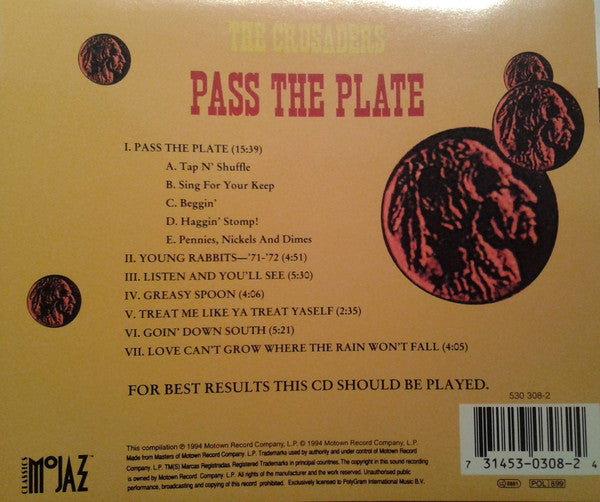 THE CRUSADERS
PASS THE PLATE
I. PASS THE PLATE (15:39)
A. Tap N' Shuffle
B. Sing For Your Keep
C. Beggin'
D. Haggin' Stomp!
E. Pennies, Nickels And Dimes
II. YOUNG RABBITS—'71-'72 (4:51)
III. LISTEN AND YOU'LL SEE (5:30)
IV. GREASY SPOON (4:06)
V. TREAT ME LIKE YA TREAT YASELF (2:35)
VI. GOIN' DOWN SOUTH (5:21)
VII. LOVE CAN'T GROW WHERE THE RAIN WON'T FALL (4:05)
FOR BEST RESULTS THIS CD SHOULD BE PLAYED.
530 308-2
7 31453-0308-2 4
CLASSICS
MoJAZZ™
This compilation ℗ 1994 Motown Record Company, L.P. © 1994 Motown Record Company, L.P.
Made from Masters of Motown Record Company, L.P. Trademarks used by authority and under control of Motown Record Company,
L.P. TM(S) Marcas Registradas. Registered Trademarks in principal countries. The copyright in this sound recording
is owned by Motown Record Company, L.P. All rights of the manufacturer and the work reserved. Unauthorised public
performance, broadcasting and copying of this record prohibited. Exclusively licensed to PolyGram International Music B.V.
POL 899